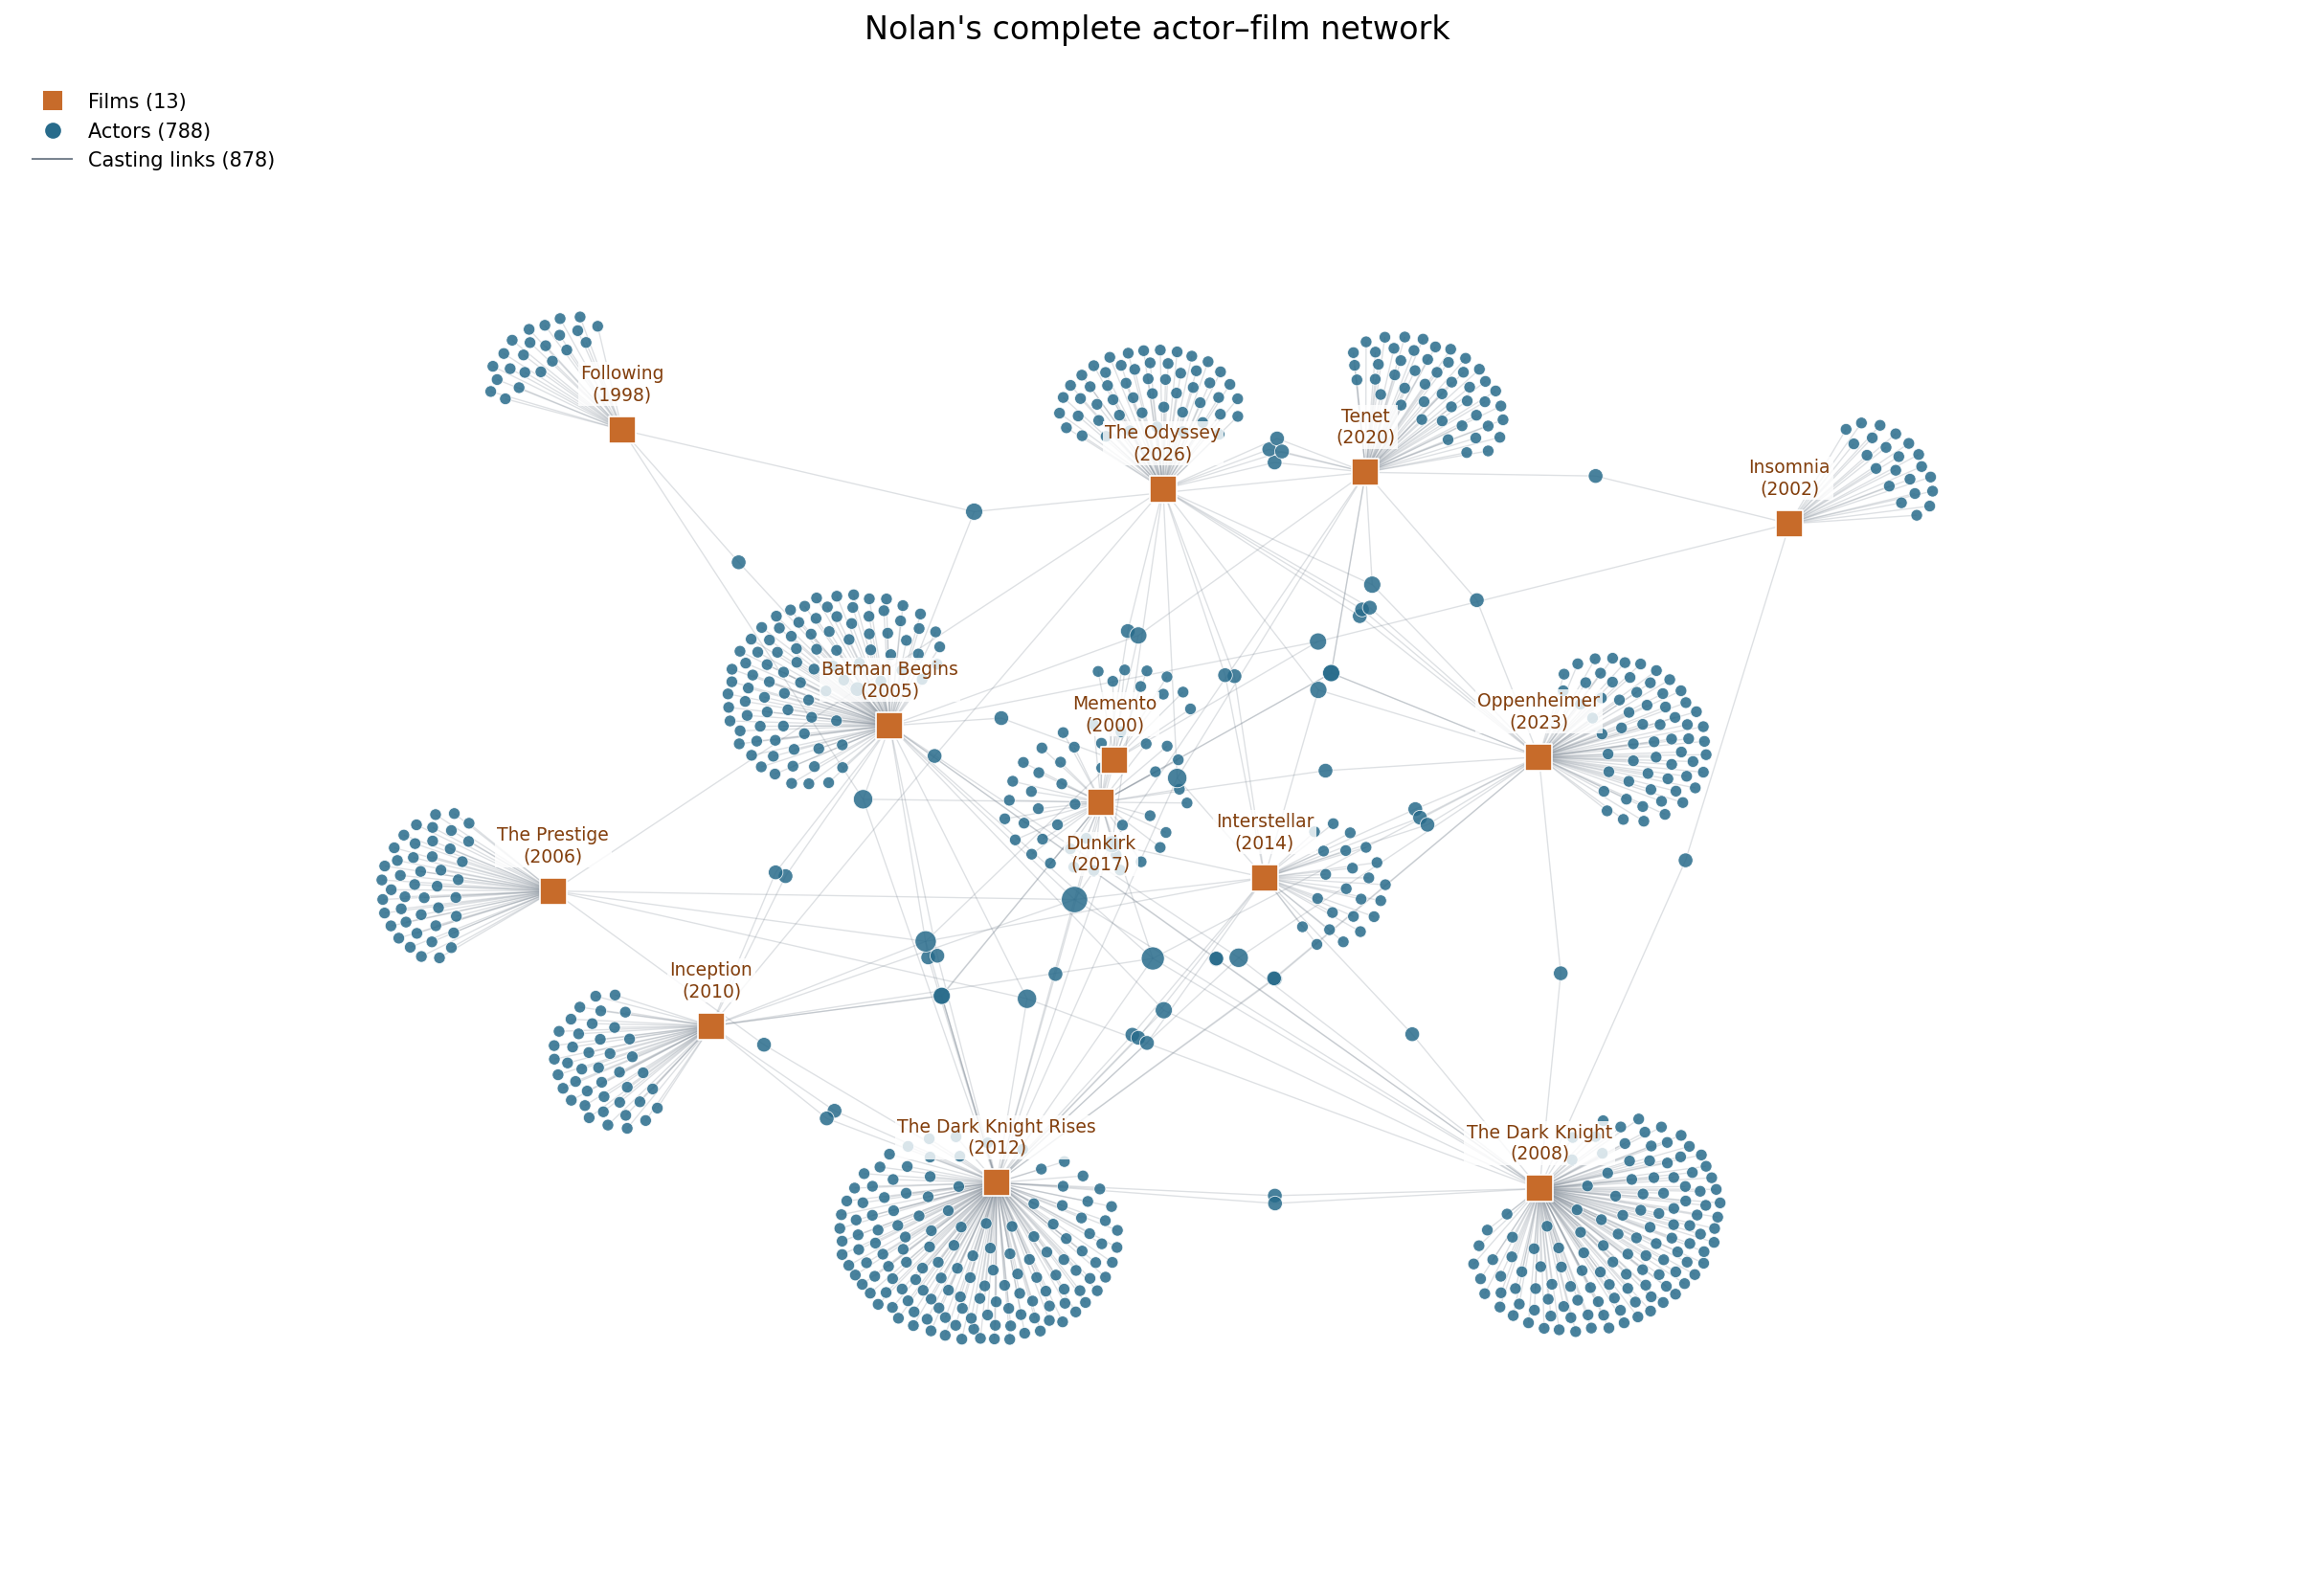 Nolan's complete actor–film network
Films (13)
Actors (788)
Casting links (878)
Following
(1998)
The Odyssey
(2026)
Tenet
(2020)
Insomnia
(2002)
Batman Begins
(2005)
Memento
(2000)
Oppenheimer
(2023)
The Prestige
(2006)
Dunkirk
(2017)
Interstellar
(2014)
Inception
(2010)
The Dark Knight Rises
(2012)
The Dark Knight
(2008)